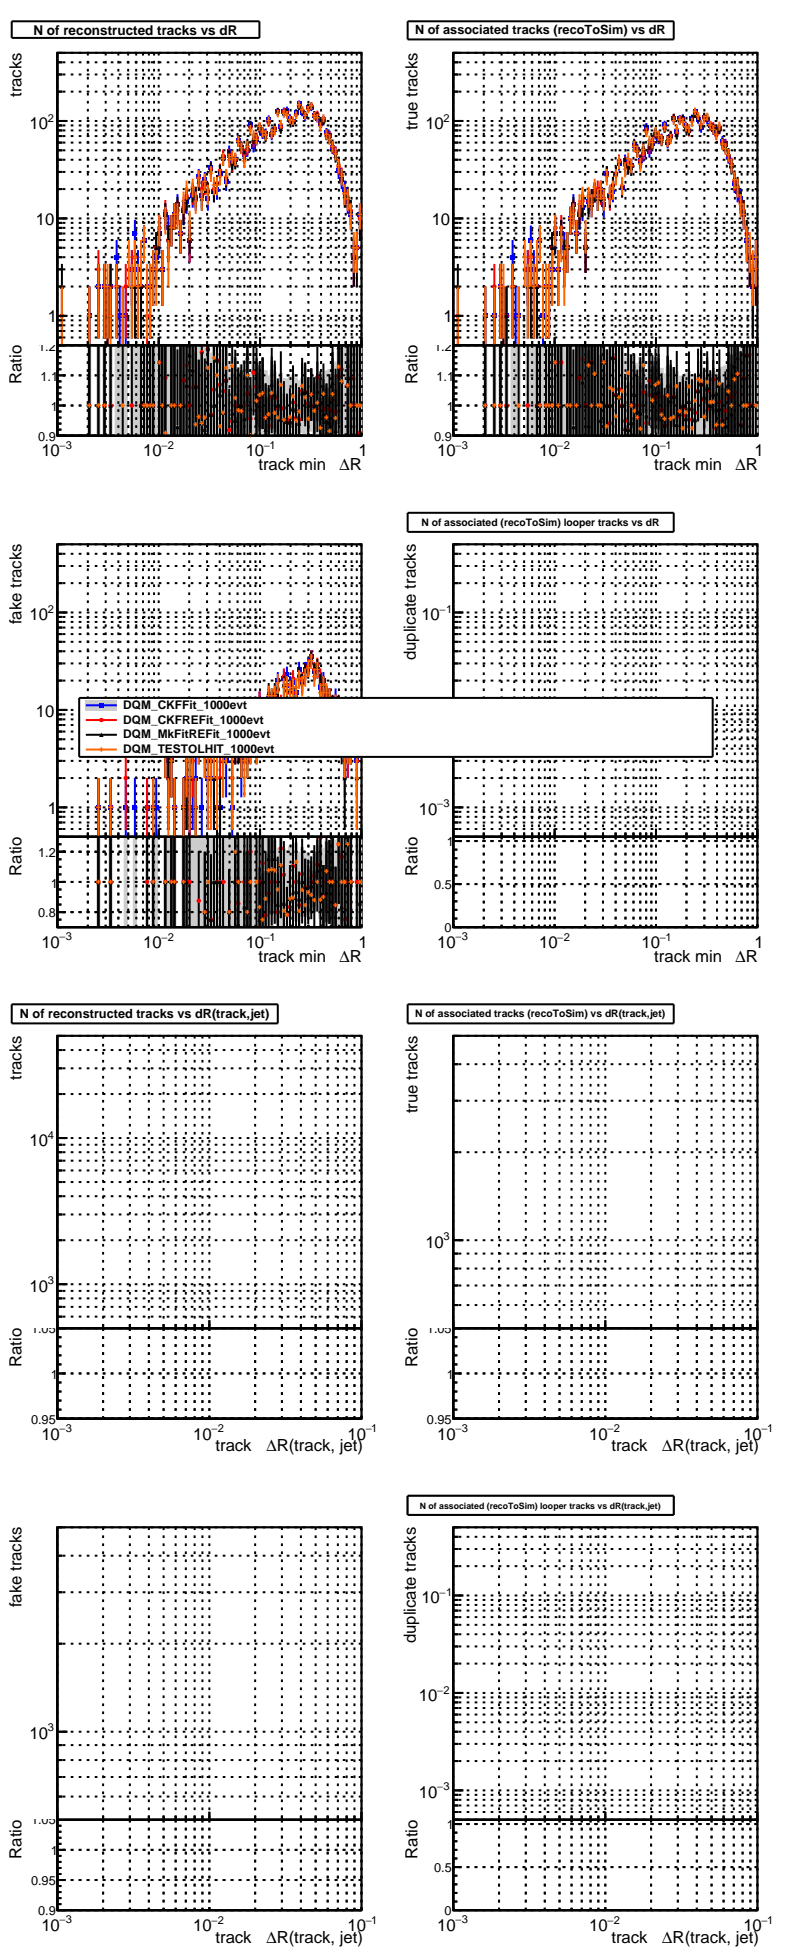 N of reconstructed tracks vs dR
N of associated tracks (recoToSim) vs dR
tracks
10²
10
1
Ratio
1.2
1.1
1
0.9
10⁻³
10⁻²
10⁻¹
1
track min ΔR
true tracks
10²
10
1
Ratio
1.2
1.1
1
0.9
10⁻³
10⁻²
10⁻¹
1
track min ΔR
N of associated (recoToSim) looper tracks vs dR
fake tracks
10²
10
1
Ratio
1.2
1
0.8
10⁻³
10⁻²
10⁻¹
1
track min ΔR
duplicate tracks
10⁻¹
10⁻³
Ratio
1
0.5
0
10⁻³
10⁻²
10⁻¹
1
track min ΔR
DQM_CKFFit_1000evt
DQM_CKFREFit_1000evt
DQM_MkFitREFit_1000evt
DQM_TESTOLHIT_1000evt
N of reconstructed tracks vs dR(track,jet)
N of associated tracks (recoToSim) vs dR(track,jet)
tracks
10⁴
10³
Ratio
1.05
1
0.95
10⁻³
10⁻²
10⁻¹
track ΔR(track, jet)
true tracks
10³
Ratio
1.05
1
0.95
10⁻³
10⁻²
10⁻¹
track ΔR(track, jet)
N of associated (recoToSim) looper tracks vs dR(track,jet)
fake tracks
10³
Ratio
1.05
1
0.95
0.9
10⁻³
10⁻²
10⁻¹
track ΔR(track, jet)
duplicate tracks
10⁻¹
10⁻²
10⁻³
Ratio
1
0.5
0
10⁻³
10⁻²
10⁻¹
track ΔR(track, jet)